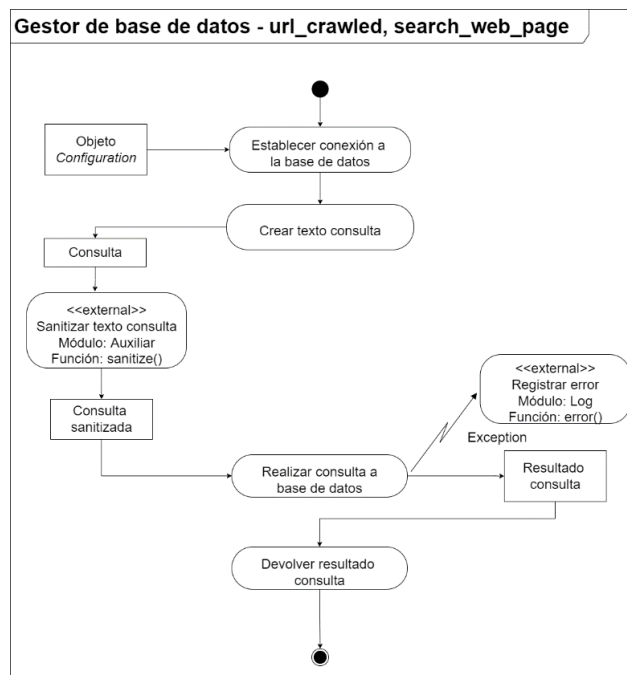 Gestor de base de datos - url_crawled, search_web_page
Objeto
Configuration
Establecer conexión a
la base de datos
Crear texto consulta
Consulta
<<external>>
Sanitizar texto consulta
Módulo: Auxiliar
Función: sanitize()
Consulta
sanitizada
<<external>>
Registrar error
Módulo: Log
Función: error()
Exception
Realizar consulta a
base de datos
Resultado
consulta
Devolver resultado
consulta